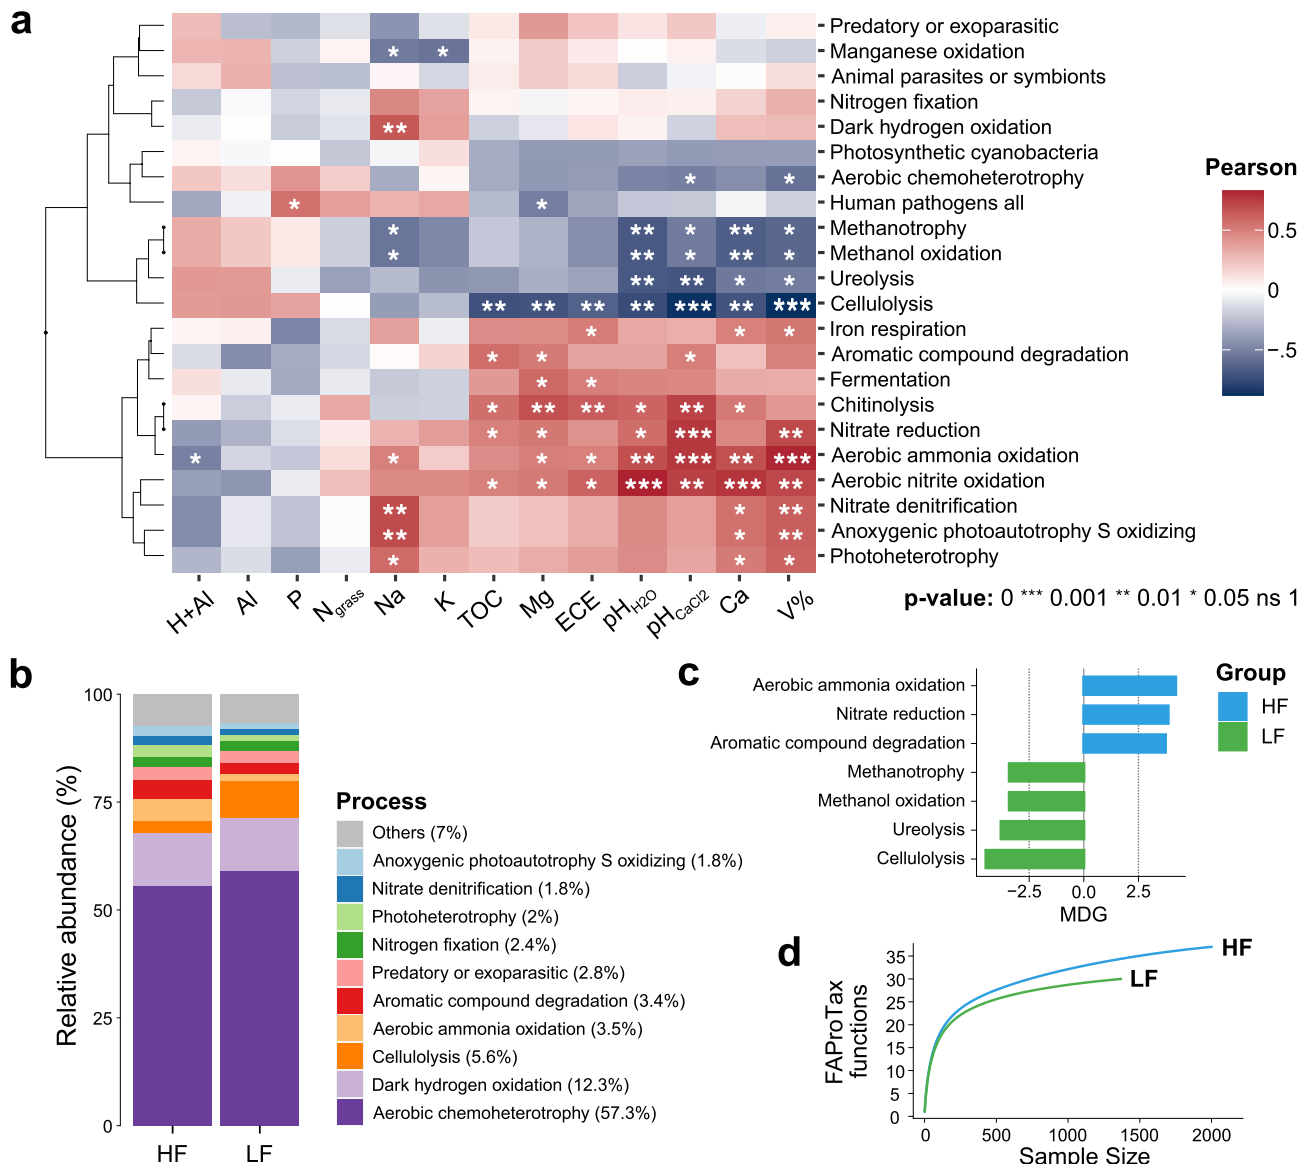 a
Predatory or exoparasitic
Manganese oxidation
* *
Animal parasites or symbionts
Nitrogen fixation
Dark hydrogen oxidation
**
Photosynthetic cyanobacteria
Aerobic chemoheterotrophy
* *
Human pathogens all
* *
Methanotrophy
* ** * ** *
Methanol oxidation
* ** * ** *
Ureolysis
** ** * *
Cellulolysis
** ** ** ** *** ** ***
Iron respiration
* * *
Aromatic compound degradation
* * *
Fermentation
* *
Chitinolysis
* ** ** * ** *
Nitrate reduction
* * * *** **
Aerobic ammonia oxidation
* * * * ** *** ** ***
Aerobic nitrite oxidation
* * * *** ** *** **
Nitrate denitrification
** * **
Anoxygenic photoautotrophy S oxidizing
** * **
Photoheterotrophy
* * *
H+Al Al P Ngrass Na K TOC Mg ECE pHH2O pHCaCl2 Ca V%
Pearson
0.5
0
-.5
p-value: 0 *** 0.001 ** 0.01 * 0.05 ns 1
b
Relative abundance (%)
100
75
50
25
0
HF LF
Process
Others (7%)
Anoxygenic photoautotrophy S oxidizing (1.8%)
Nitrate denitrification (1.8%)
Photoheterotrophy (2%)
Nitrogen fixation (2.4%)
Predatory or exoparasitic (2.8%)
Aromatic compound degradation (3.4%)
Aerobic ammonia oxidation (3.5%)
Cellulolysis (5.6%)
Dark hydrogen oxidation (12.3%)
Aerobic chemoheterotrophy (57.3%)
c
Aerobic ammonia oxidation
Nitrate reduction
Aromatic compound degradation
Methanotrophy
Methanol oxidation
Ureolysis
Cellulolysis
−2.5 0.0 2.5
MDG
Group
HF
LF
d
FAProTax
functions
35
30
25
20
15
10
5
0
HF
LF
0 500 1000 1500 2000
Sample Size